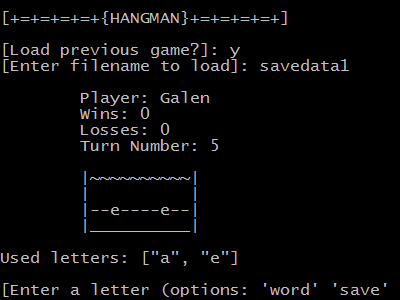 [+=+=+=+=+{HANGMAN}+=+=+=+=+]
[Load previous game?]: y
[Enter filename to load]: savedata1
Player: Galen
Wins: 0
Losses: 0
Turn Number: 5
|~~~~~~~~~~|
|          |
|--e----e--|
|__________|
Used letters: ["a", "e"]
[Enter a letter (options: 'word' 'save'